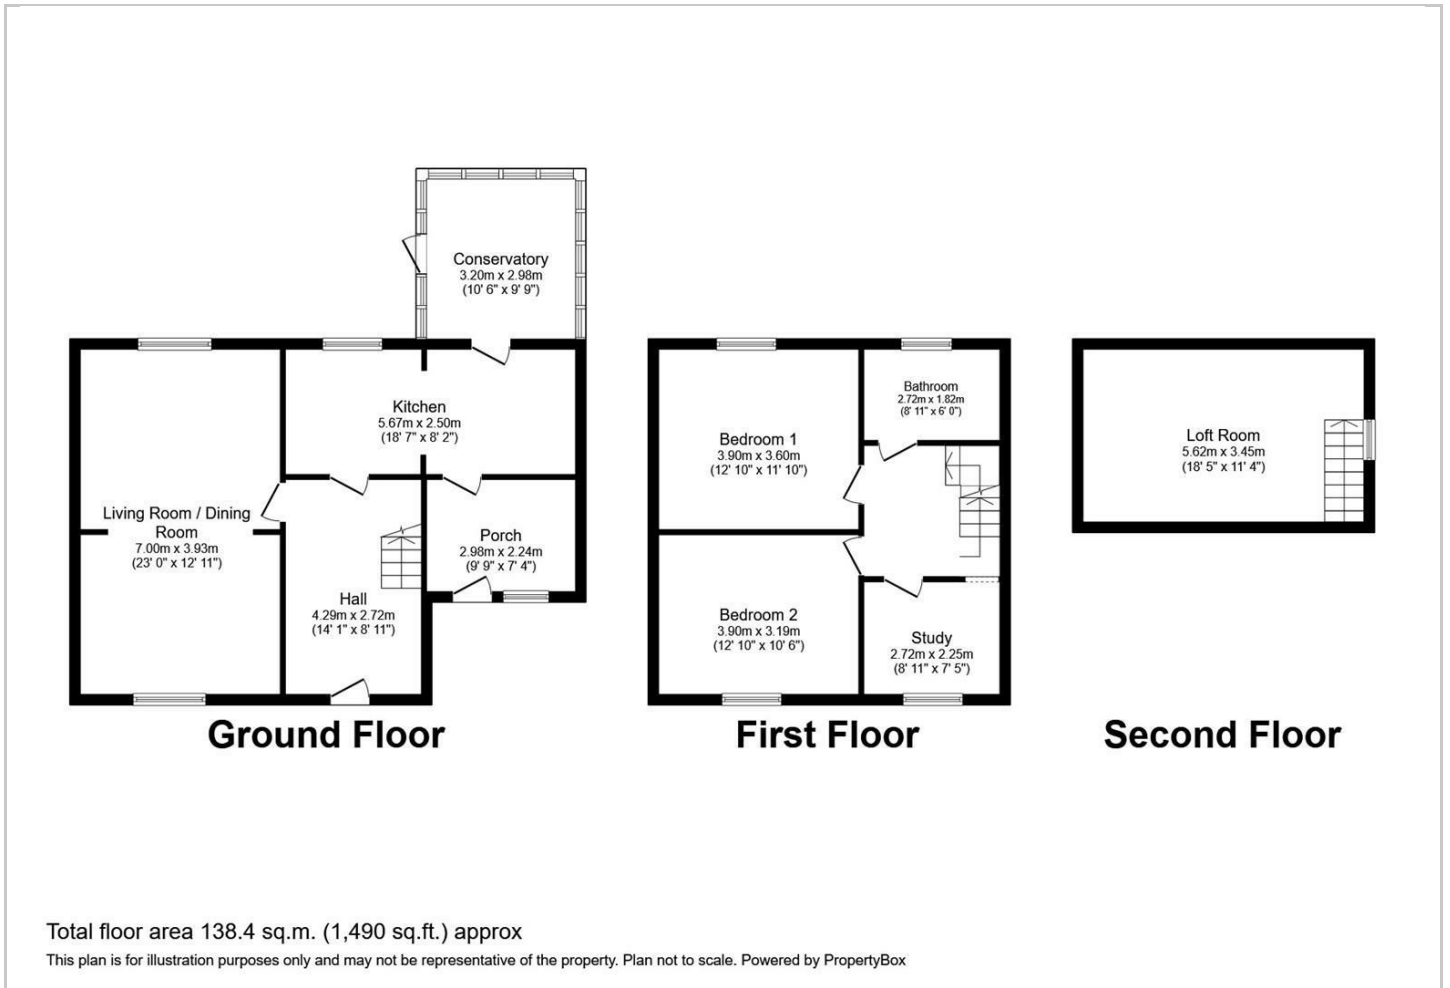 Conservatory
3.20m x 2.98m
(10' 6" x 9' 9")
Kitchen
5.67m x 2.50m
(18' 7" x 8' 2")
Living Room / Dining
Room
7.00m x 3.93m
(23' 0" x 12' 11")
Porch
2.98m x 2.24m
(9' 9" x 7' 4")
Hall
4.29m x 2.72m
(14' 1" x 8' 11")
Ground Floor
Bathroom
2.72m x 1.82m
(8' 11" x 6' 0")
Bedroom 1
3.90m x 3.60m
(12' 10" x 11' 10")
Bedroom 2
3.90m x 3.19m
(12' 10" x 10' 6")
Study
2.72m x 2.25m
(8' 11" x 7' 5")
First Floor
Loft Room
5.62m x 3.45m
(18' 5" x 11' 4")
Second Floor
Total floor area 138.4 sq.m. (1,490 sq.ft.) approx
This plan is for illustration purposes only and may not be representative of the property. Plan not to scale. Powered by PropertyBox